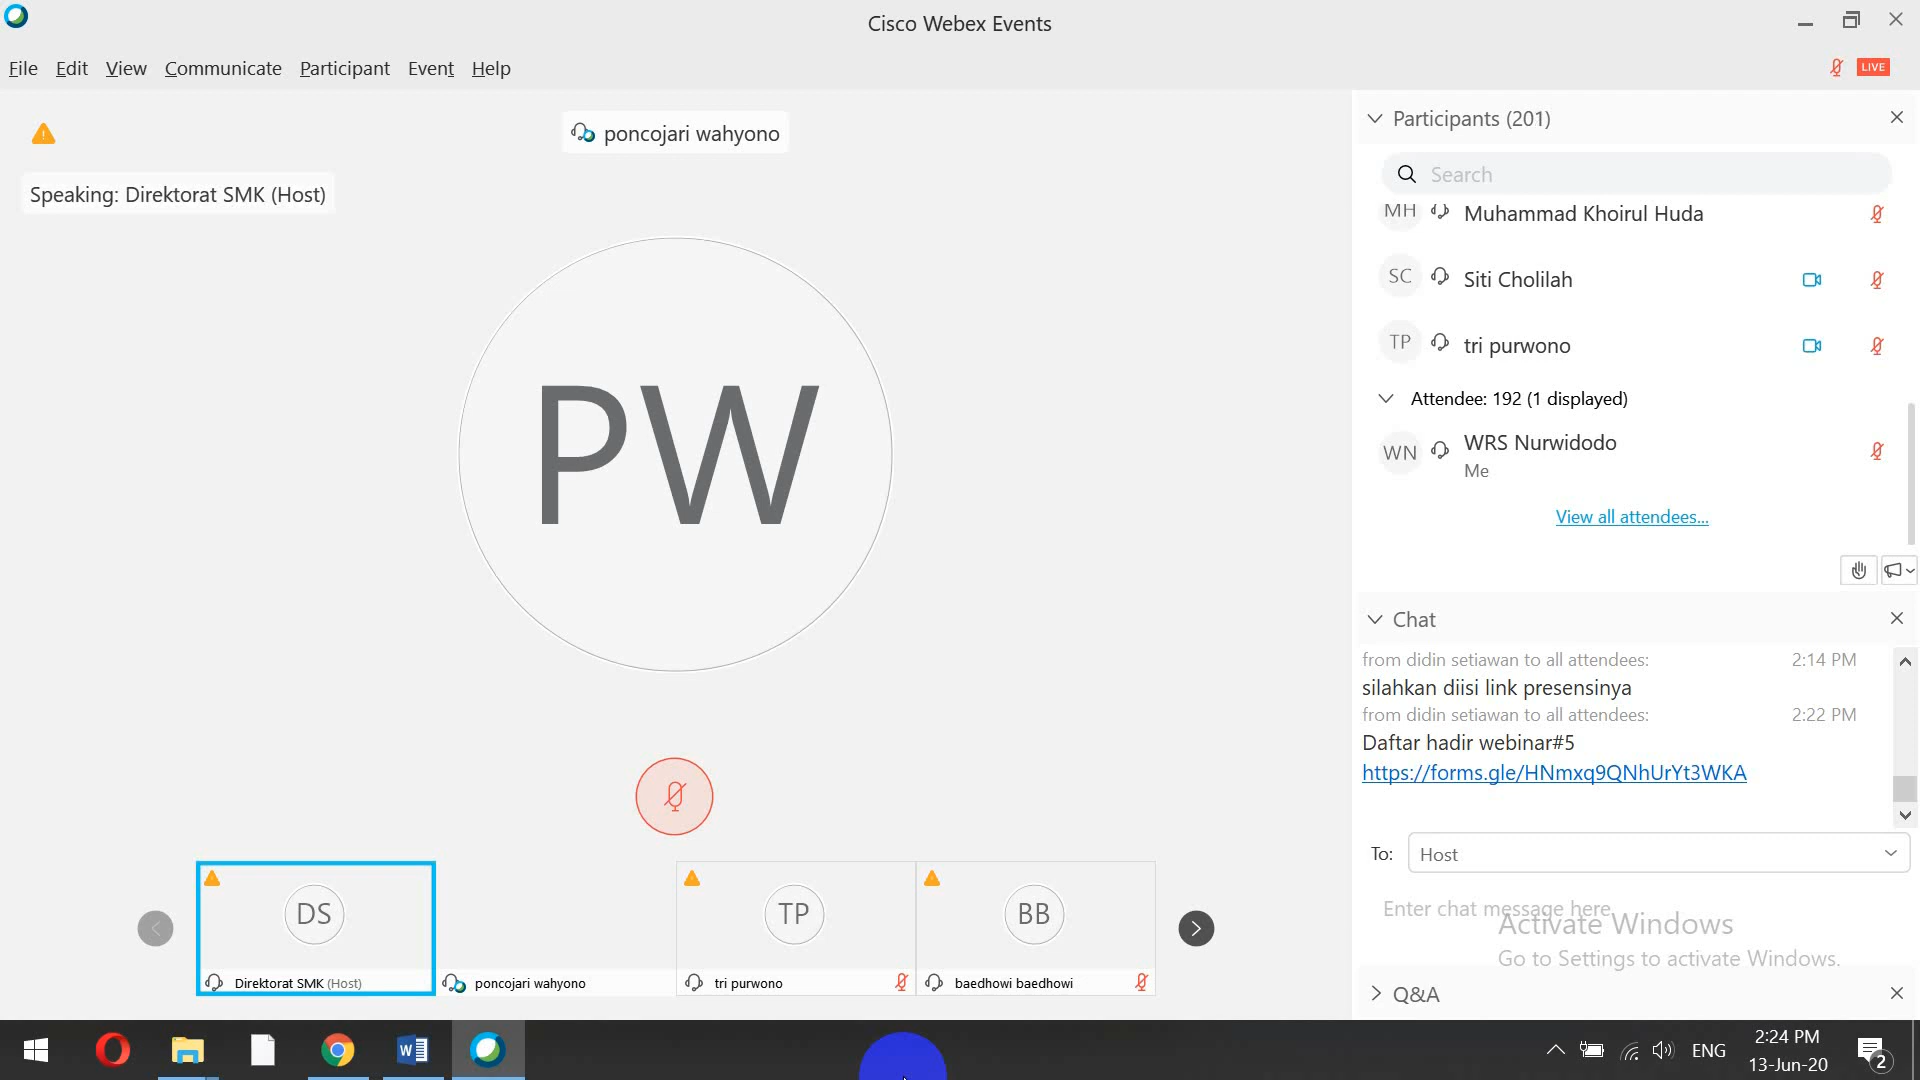 Cisco Webex Events
File Edit View Communicate Participant Event Help
LIVE
poncojari wahyono
Speaking: Direktorat SMK (Host)
PW
DS
Direktorat SMK (Host)
poncojari wahyono
TP
tri purwono
BB
baedhowi baedhowi
Participants (201)
Search
MH Muhammad Khoirul Huda
SC Siti Cholilah
TP tri purwono
Attendee: 192 (1 displayed)
WN WRS Nurwidodo
Me
View all attendees...
Chat
from didin setiawan to all attendees: 2:14 PM
silahkan diisi link presensinya
from didin setiawan to all attendees: 2:22 PM
Daftar hadir webinar#5
https://forms.gle/HNmxq9QNhUrYt3WKA
To: Host
Enter chat message here
Activate Windows
Go to Settings to activate Windows.
Q&A
W
ENG
2:24 PM
13-Jun-20
2